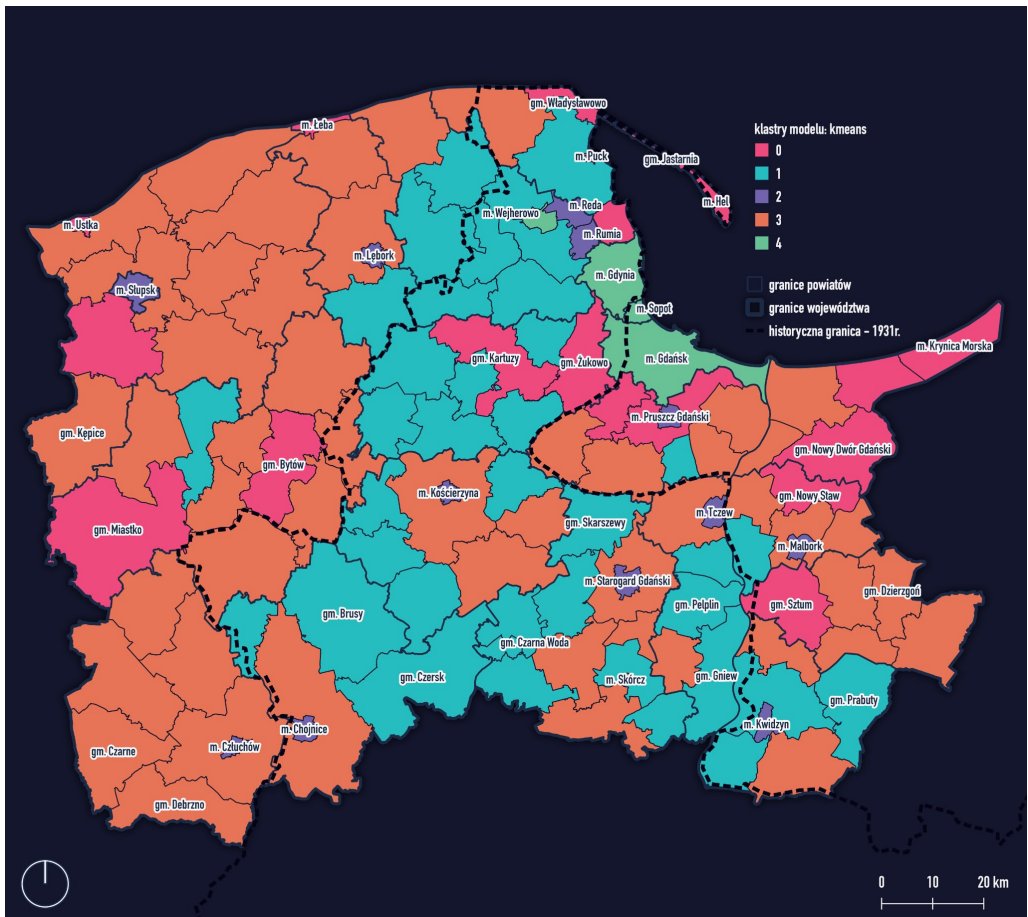 gm. Władysławowo
m. Łeba
klastry modelu: kmeans
0
m. Puck
gm. Jastarnia
1
m. Hel
2
m. Reda
m. Wejherowo
3
m. Ustka
m. Rumia
4
m. Lębork
m. Gdynia
m. Słupsk
granice powiatów
m. Sopot
granice województwa
historyczna granica - 1931r.
m. Krynica Morska
gm. Kartuzy
gm. Żukowo
m. Gdańsk
m. Pruszcz Gdański
gm. Kępice
gm. Nowy Dwór Gdański
gm. Bytów
m. Kościerzyna
gm. Nowy Staw
m. Tczew
gm. Skarszewy
gm. Miastko
m. Malbork
m. Starogard Gdański
gm. Dzierzgoń
gm. Pelplin
gm. Sztum
gm. Brusy
gm. Czarna Woda
gm. Czersk
m. Skórcz
gm. Gniew
gm. Prabuty
m. Kwidzyn
m. Chojnice
m. Człuchów
gm. Czarne
gm. Debrzno
0 10 20 km